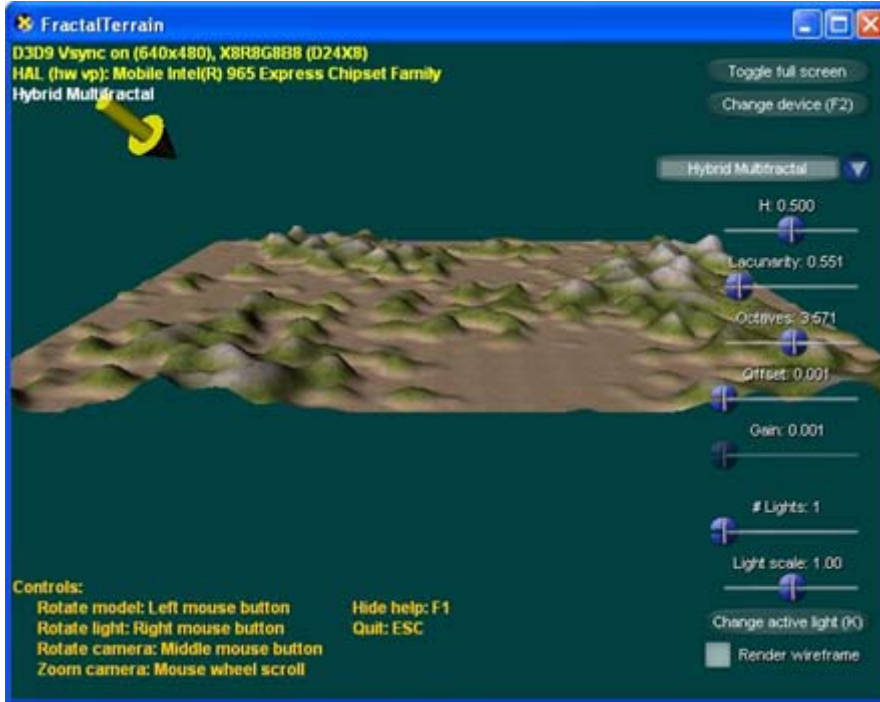 FractalTerrain
D3D9 Vsync on (640x480), X8R8G8B8 (D24X8)
HAL (hw vp): Mobile Intel(R) 965 Express Chipset Family
Hybrid Multifractal
Toggle full screen
Change device (F2)
Hybrid Multifractal
H: 0.500
Lacunarity: 0.551
Octaves: 3.571
Offset: 0.001
Gain: 0.001
# Lights: 1
Light scale: 1.00
Change active light (K)
Render wireframe
Controls:
Rotate model: Left mouse button
Rotate light: Right mouse button
Rotate camera: Middle mouse button
Zoom camera: Mouse wheel scroll
Hide help: F1
Quit: ESC